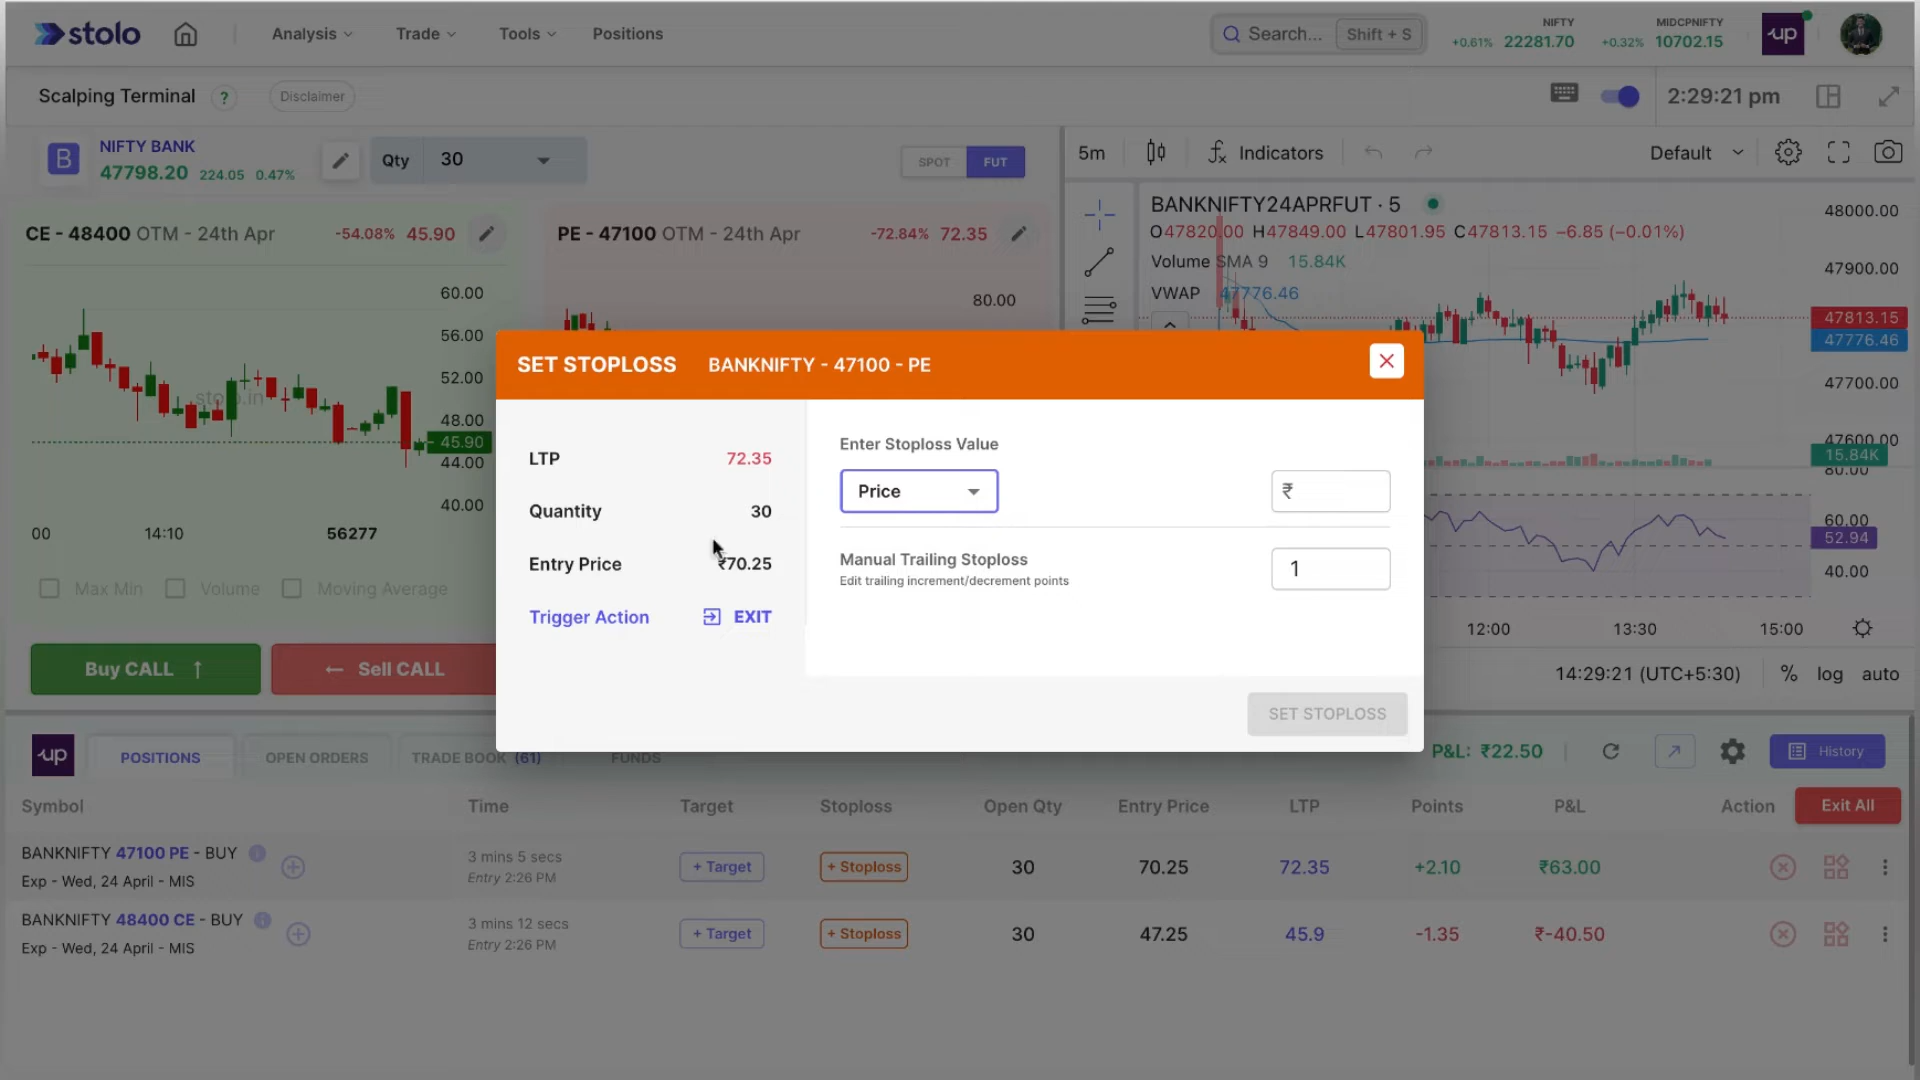 stolo
Analysis
Trade
Tools
Positions
Search...
Shift + S
NIFTY
+0.61% 22281.70
MIDCPNIFTY
+0.32% 10702.15
up
Scalping Terminal
?
Disclaimer
2:29:21 pm
B
NIFTY BANK
47798.20 224.05 0.47%
Qty
30
SPOT
FUT
5m
Indicators
Default
CE - 48400 OTM - 24th Apr
-54.08% 45.90
PE - 47100 OTM - 24th Apr
-72.84% 72.35
BANKNIFTY24APRFUT · 5
O47820.00 H47849.00 L47801.95 C47813.15 −6.85 (−0.01%)
Volume SMA 9 15.84K
VWAP 47776.46
48000.00
47900.00
47813.15
47776.46
47700.00
47600.00
15.84K
80.00
60.00
52.94
40.00
60.00
56.00
52.00
48.00
45.90
44.00
40.00
80.00
00
14:10
56277
Max Min
Volume
Moving Average
Buy CALL ↑
← Sell CALL
12:00
13:30
15:00
14:29:21 (UTC+5:30)
%
log
auto
SET STOPLOSS BANKNIFTY - 47100 - PE
LTP 72.35
Quantity 30
Entry Price ₹70.25
Trigger Action EXIT
Enter Stoploss Value
Price
₹
Manual Trailing Stoploss
Edit trailing increment/decrement points
1
SET STOPLOSS
up
POSITIONS
OPEN ORDERS
TRADE BOOK (61)
FUNDS
P&L: ₹22.50
History
Symbol Time Target Stoploss Open Qty Entry Price LTP Points P&L Action Exit All
BANKNIFTY 47100 PE - BUY
Exp - Wed, 24 April - MIS
3 mins 5 secs
Entry 2:26 PM
+ Target
+ Stoploss
30 70.25 72.35 +2.10 ₹63.00
BANKNIFTY 48400 CE - BUY
Exp - Wed, 24 April - MIS
3 mins 12 secs
Entry 2:26 PM
+ Target
+ Stoploss
30 47.25 45.9 -1.35 ₹-40.50